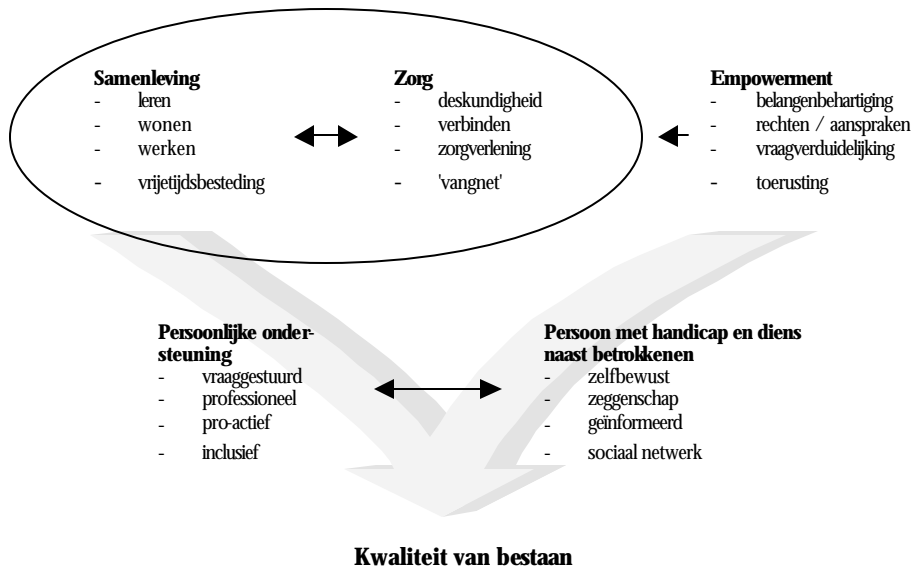 Samenleving
- leren
- wonen
- werken
- vrijetijdsbesteding
Zorg
- deskundigheid
- verbinden
- zorgverlening
- 'vangnet'
Empowerment
- belangenbehartiging
- rechten / aanspraken
- vraagverduidelijking
- toerusting
Persoonlijke onder-
steuning
- vraaggestuurd
- professioneel
- pro-actief
- inclusief
Persoon met handicap en diens
naast betrokkenen
- zelfbewust
- zeggenschap
- geïnformeerd
- sociaal netwerk
Kwaliteit van bestaan